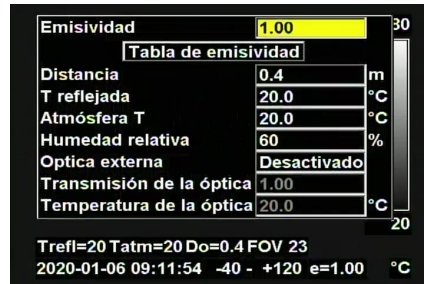 Emisividad 1.00 30
Tabla de emisividad
Distancia 0.4 m
T reflejada 20.0 °C
Atmósfera T 20.0 °C
Humedad relativa 60 %
Optica externa Desactivado
Transmisión de la óptica 1.00
Temperatura de la óptica 20.0 °C
20
Trefl=20 Tatm=20 Do=0.4 FOV 23
2020-01-06 09:11:54 -40 - +120 e=1.00 °C